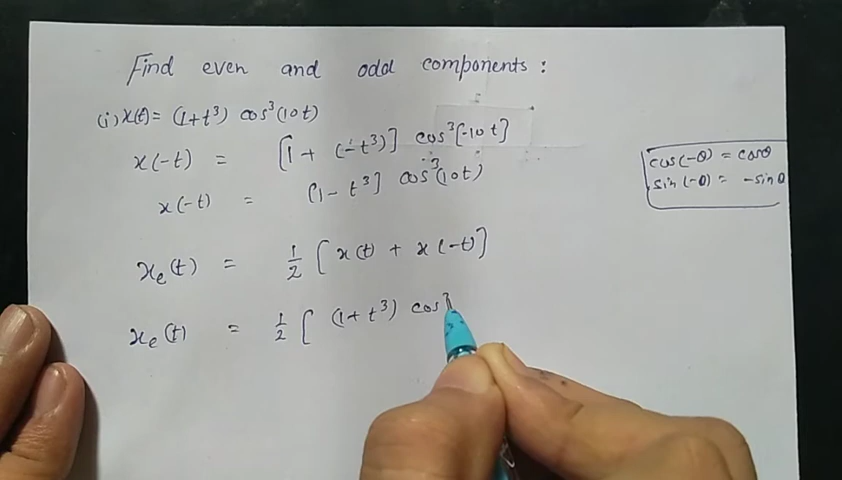 Find even and odd components :
(i) x(t) = (1+t³) cos³(10t)
x(-t) = [1 + (-t³)] cos³[-10t]
x(-t) = [1 - t³] cos³(10t)
cos(-θ) = cosθ
sin(-θ) = -sinθ
xₑ(t) = 1/2 [x(t) + x(-t)]
xₑ(t) = 1/2 [ (1+t³) cos³